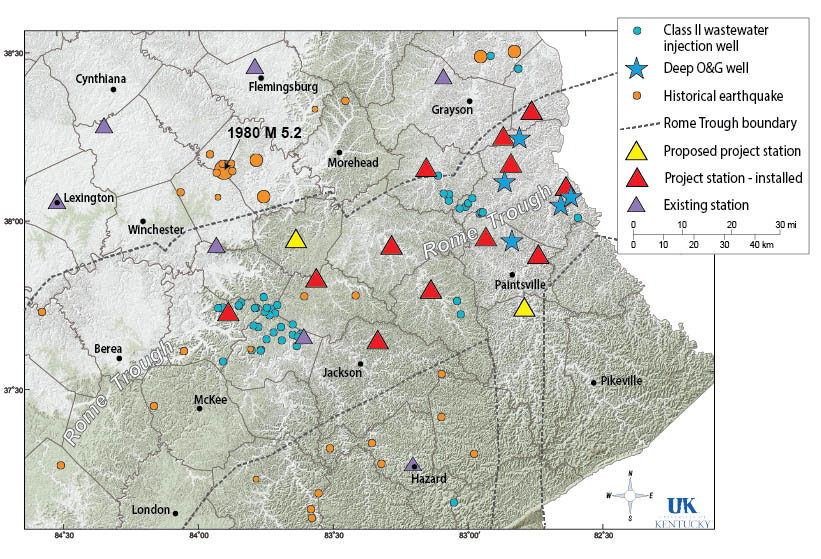 38°30'
38°00'
37°30'
84°30'
84°00'
83°30'
83°00'
82°30'
Cynthiana
Flemingsburg
Grayson
1980 M 5.2
Morehead
Lexington
Winchester
Rome Trough
Paintsville
Berea
Rome Trough
Jackson
McKee
Pikeville
Hazard
London
Class II wastewater
injection well
Deep O&G well
Historical earthquake
Rome Trough boundary
Proposed project station
Project station - installed
Existing station
0 10 20 30 mi
0 10 20 30 40 km
N
W E
S
UK
KENTUCKY